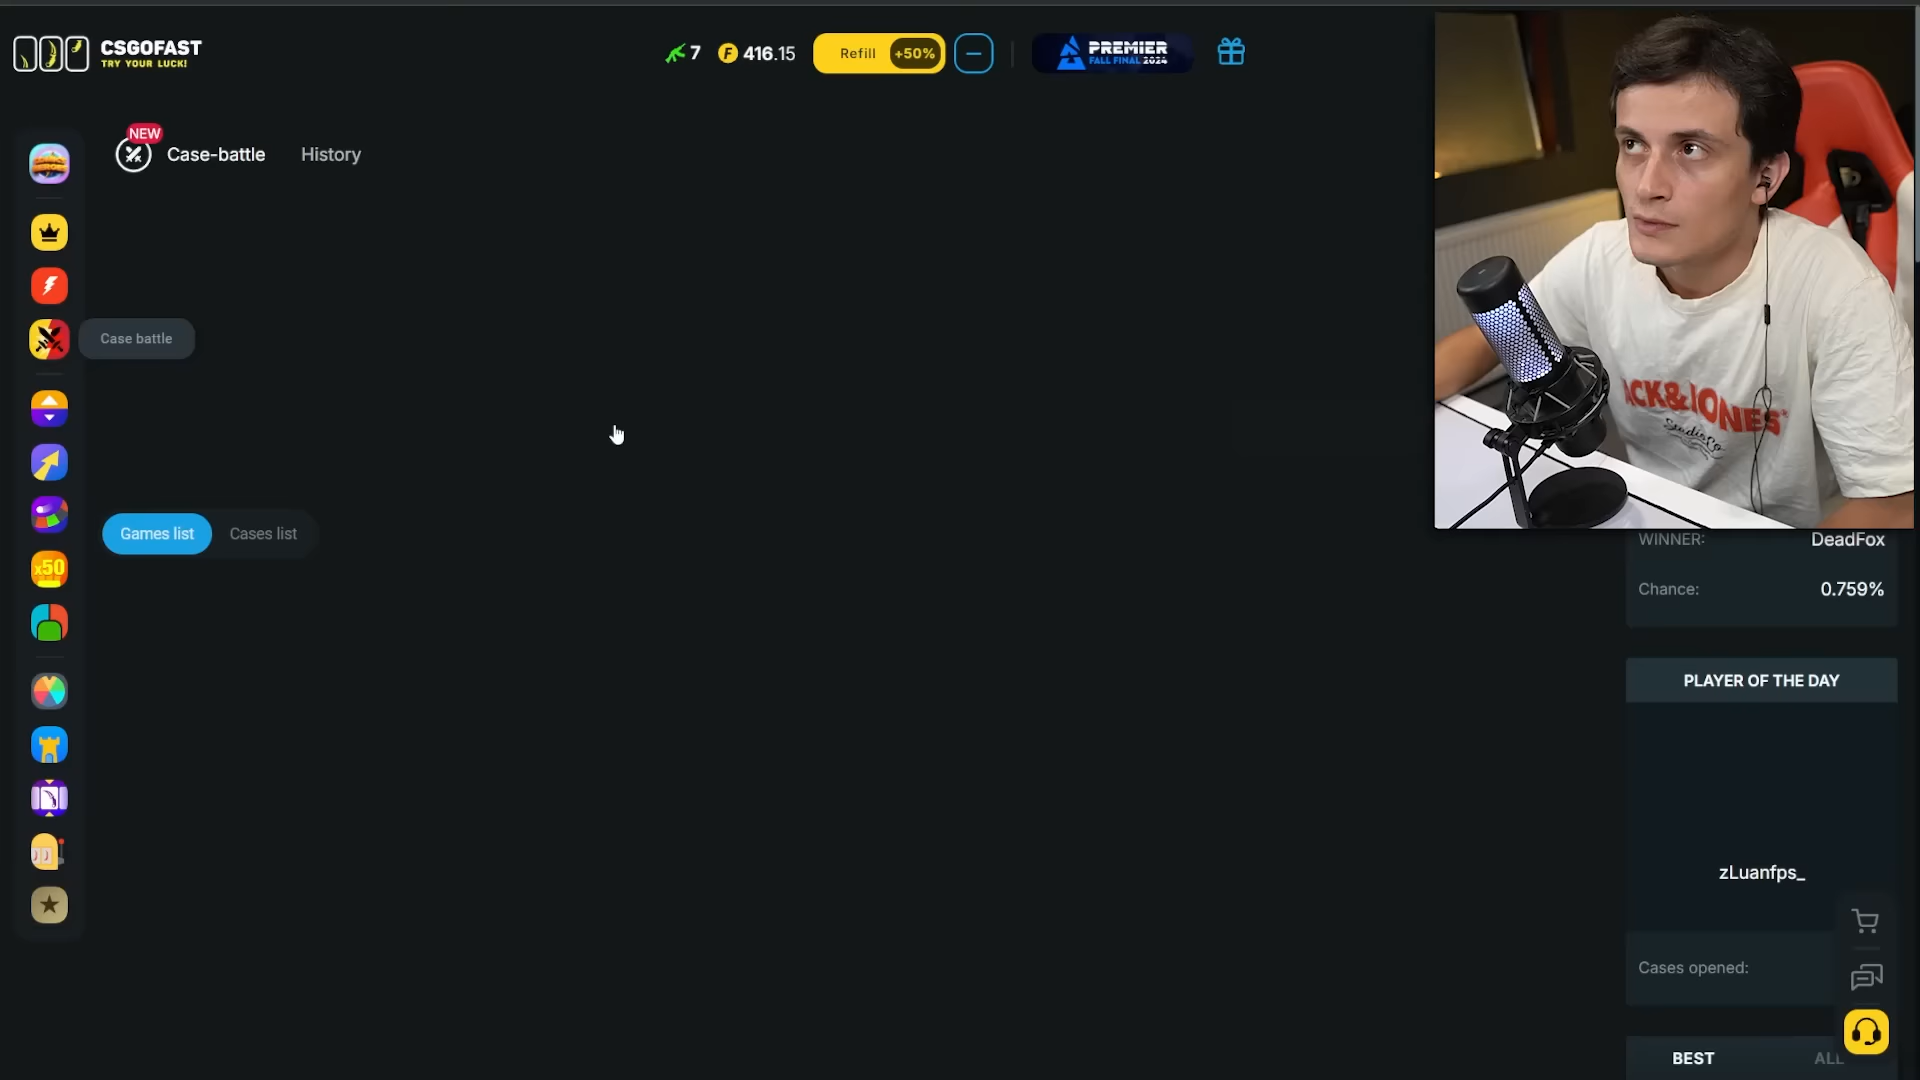 CSGOFAST
TRY YOUR LUCK!
7
F 416.15
Refill +50%
PREMIER
FALL FINAL 2024
NEW
Case-battle
History
Case battle
Games list
Cases list
x50
JACK&JONES
StudioCo
WINNER:
DeadFox
Chance:
0.759%
PLAYER OF THE DAY
zLuanfps_
Cases opened:
BEST
ALL